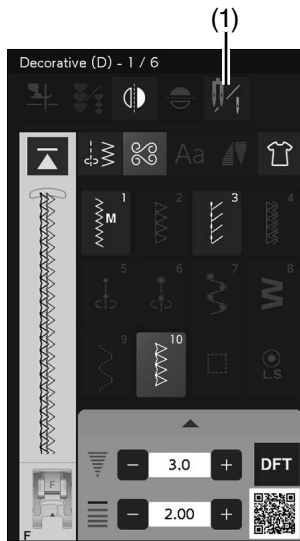 (1)
Decorative (D) - 1 / 6
Aa
1 2 3 4
M
5 6 7 8
9 10
L.S
3.0 DFT
2.00
F
F